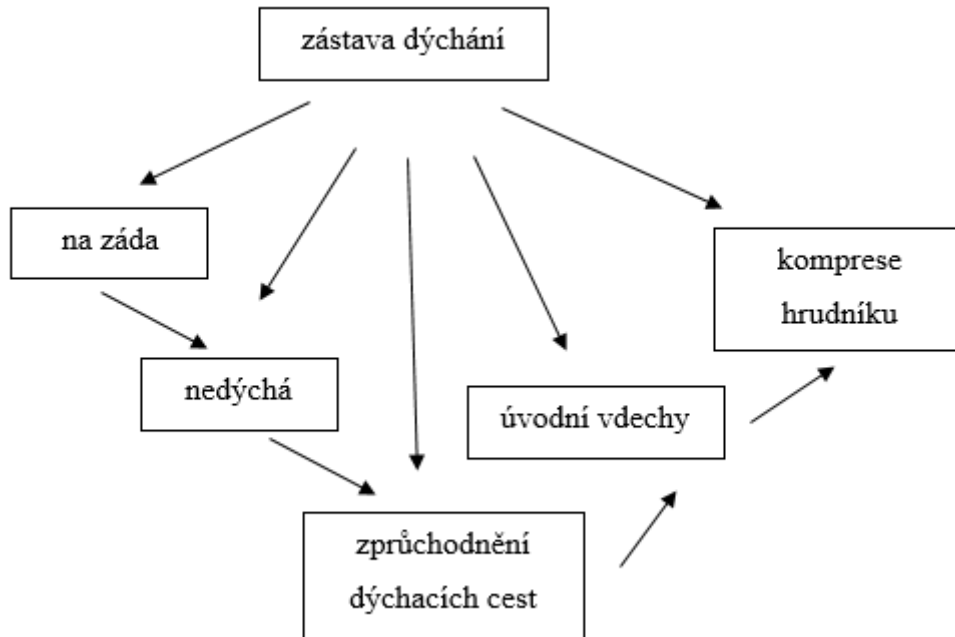 zástava dýchání
na záda
nedýchá
zprůchodnění
dýchacích cest
úvodní vdechy
komprese
hrudníku